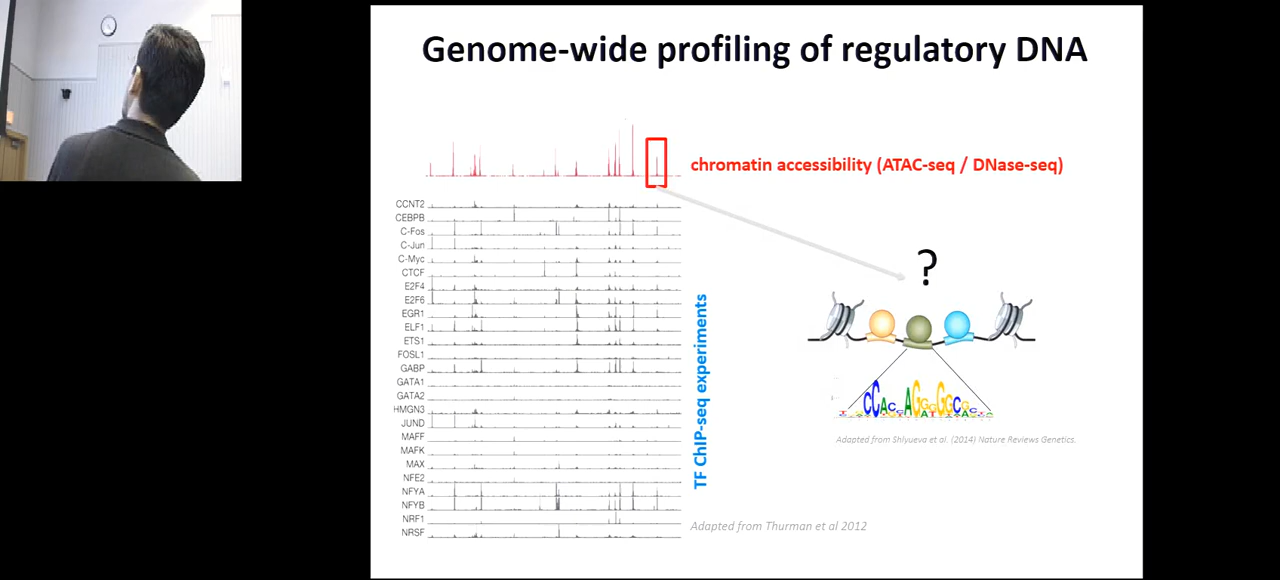 Genome-wide profiling of regulatory DNA
chromatin accessibility (ATAC-seq / DNase-seq)
CCNT2
CEBPB
C-Fos
C-Jun
C-Myc
CTCF
E2F4
E2F6
EGR1
ELF1
ETS1
FOSL1
GABP
GATA1
GATA2
HMGN3
JUND
MAFF
MAFK
MAX
NFE2
NFYA
NFYB
NRF1
NRSF
TF ChIP-seq experiments
?
Adapted from Shlyueva et al. (2014) Nature Reviews Genetics.
Adapted from Thurman et al 2012